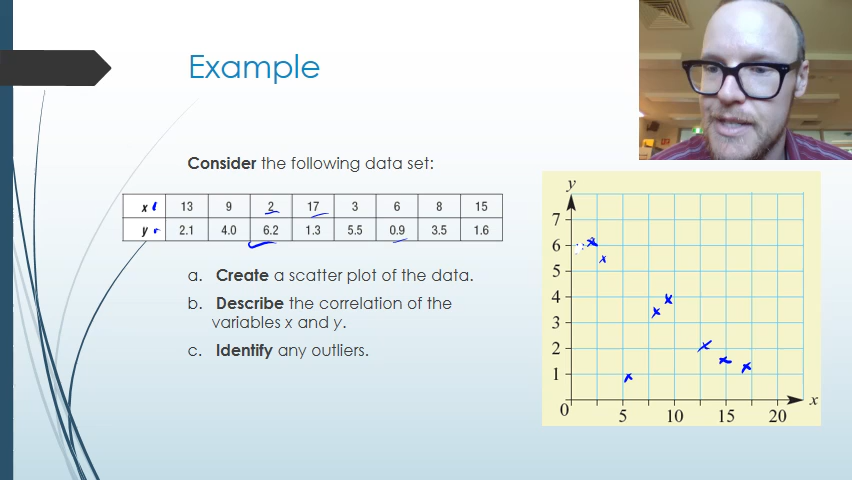 Example
Consider the following data set:
x 13 9 2 17 3 6 8 15
y 2.1 4.0 6.2 1.3 5.5 0.9 3.5 1.6
a. Create a scatter plot of the data.
b. Describe the correlation of the
variables x and y.
c. Identify any outliers.
y
7
6
5
4
3
2
1
0 5 10 15 20 x